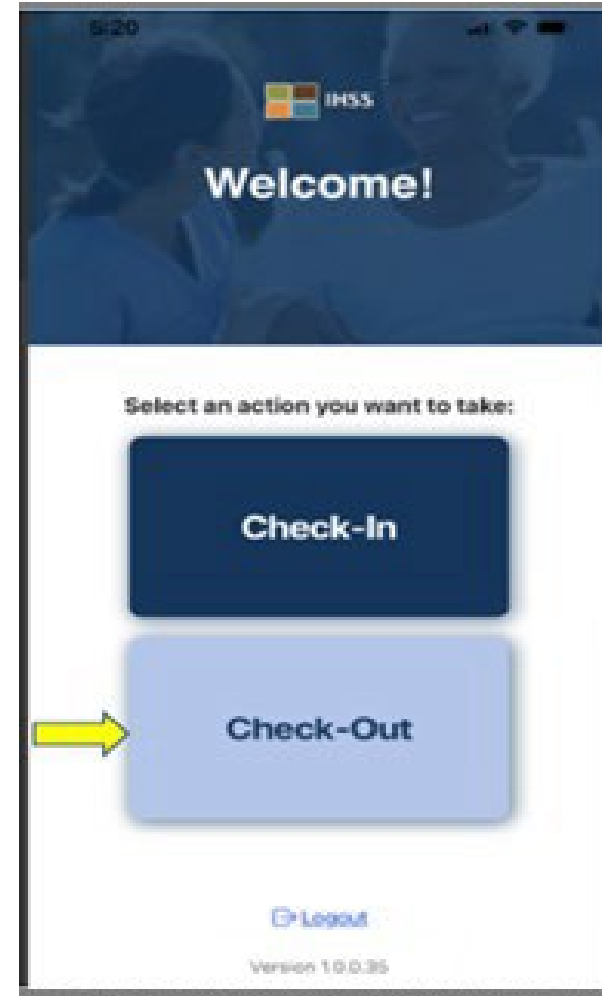 5:20
IHSS
Welcome!
Select an action you want to take:
Check-In
Check-Out
Logout
Version 1.0.0.35